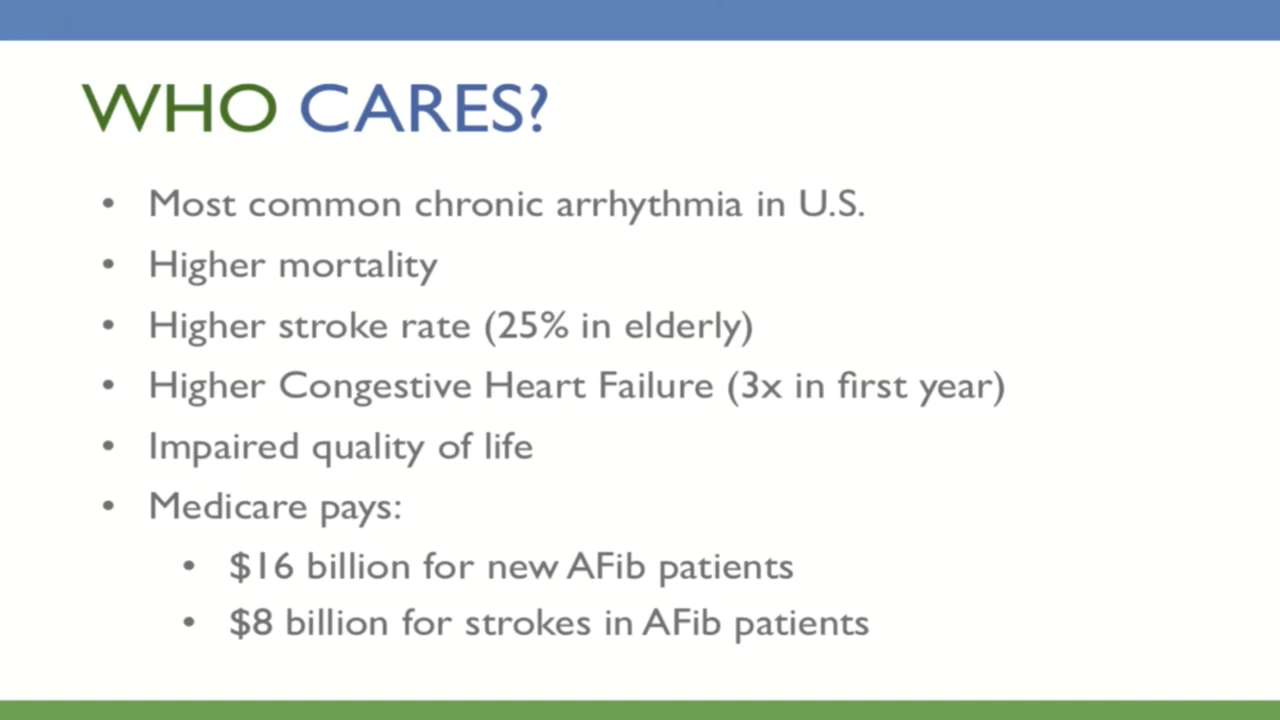 WHO CARES?
• Most common chronic arrhythmia in U.S.
• Higher mortality
• Higher stroke rate (25% in elderly)
• Higher Congestive Heart Failure (3x in first year)
• Impaired quality of life
• Medicare pays:
• $16 billion for new AFib patients
• $8 billion for strokes in AFib patients